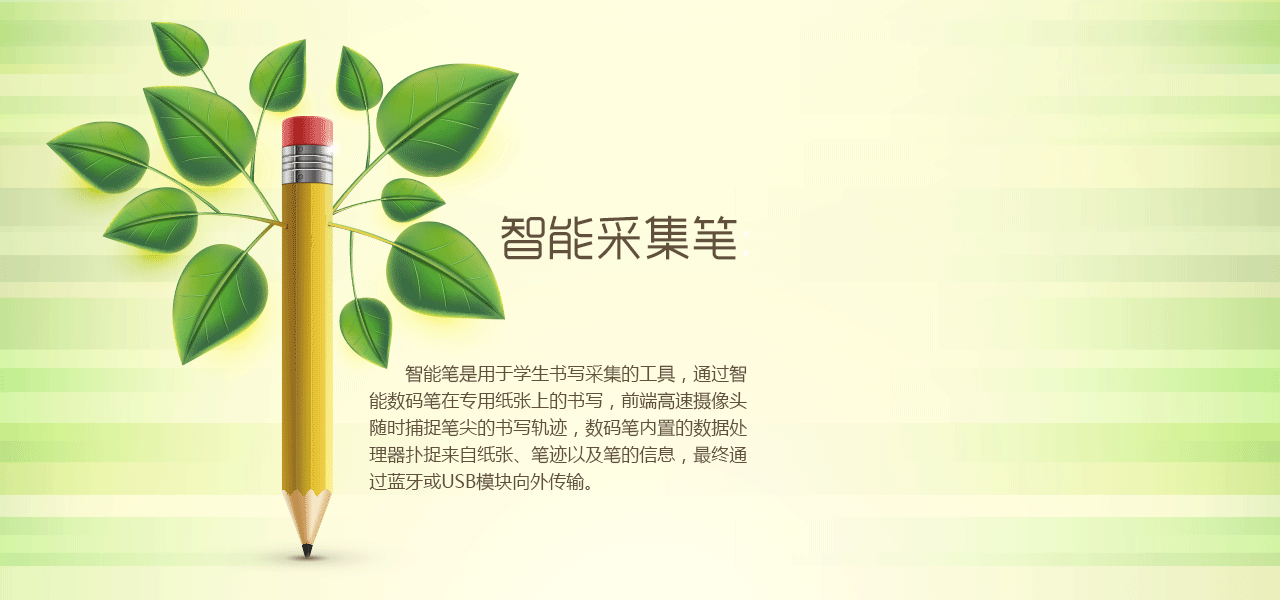 智能采集笔
智能笔是用于学生书写采集的工具，通过智
能数码笔在专用纸张上的书写，前端高速摄像头
随时捕捉笔尖的书写轨迹，数码笔内置的数据处
理器扑捉来自纸张、笔迹以及笔的信息，最终通
过蓝牙或USB模块向外传输。